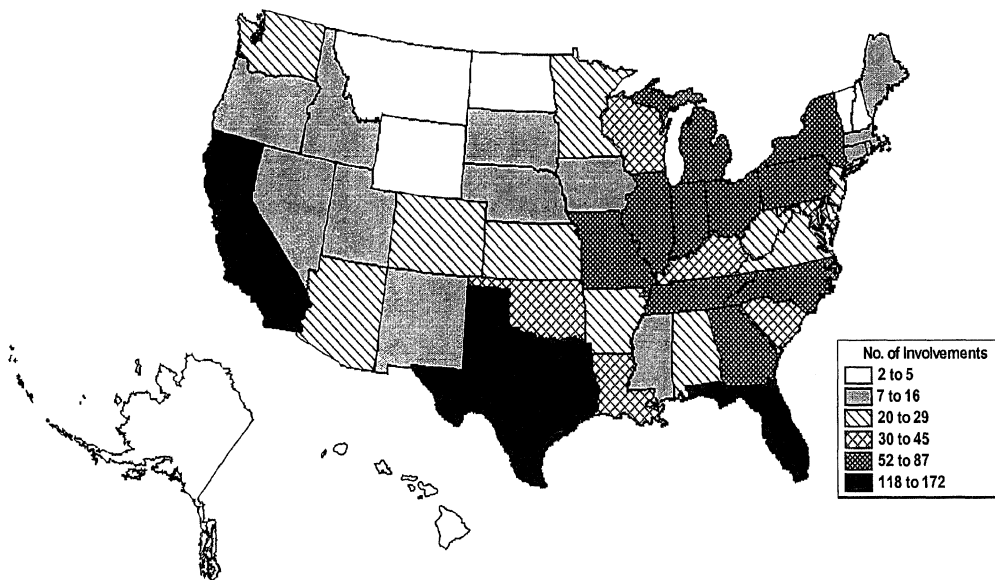 No. of Involvements
2 to 5
7 to 16
20 to 29
30 to 45
52 to 87
118 to 172